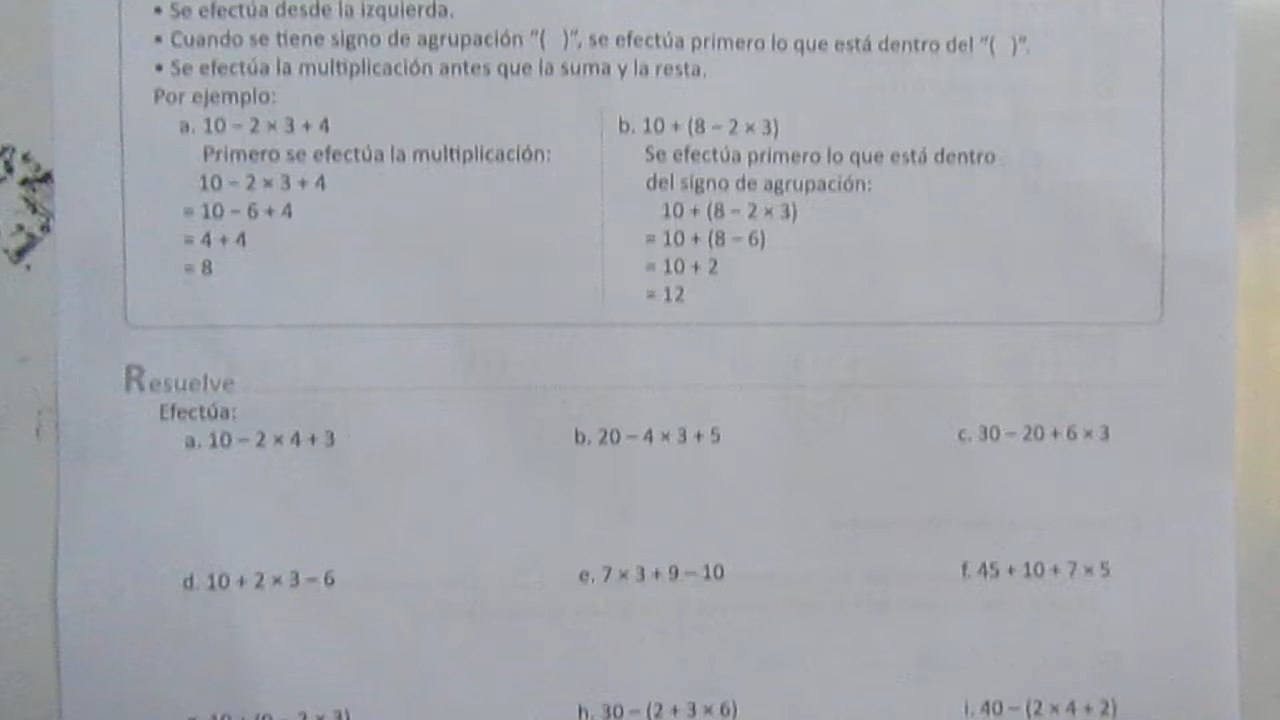 • Se efectúa desde la izquierda.
• Cuando se tiene signo de agrupación "( )", se efectúa primero lo que está dentro del "( )".
• Se efectúa la multiplicación antes que la suma y la resta.
Por ejemplo:
a. 10 – 2 × 3 + 4
Primero se efectúa la multiplicación:
10 – 2 × 3 + 4
= 10 – 6 + 4
= 4 + 4
= 8
b. 10 + (8 – 2 × 3)
Se efectúa primero lo que está dentro
del signo de agrupación:
10 + (8 – 2 × 3)
= 10 + (8 – 6)
= 10 + 2
= 12
Resuelve
Efectúa:
a. 10 – 2 × 4 + 3
b. 20 – 4 × 3 + 5
c. 30 – 20 + 6 × 3
d. 10 + 2 × 3 – 6
e. 7 × 3 + 9 – 10
f. 45 + 10 + 7 × 5
h. 30 – (2 + 3 × 6)
i. 40 – (2 × 4 + 2)